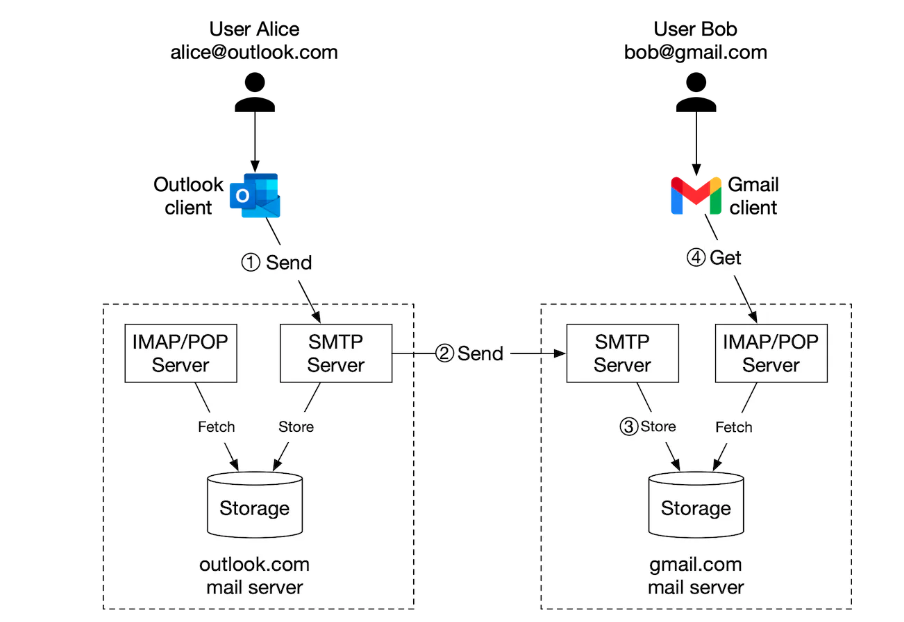 User Alice
alice@outlook.com
User Bob
bob@gmail.com
Outlook
client
O
Gmail
client
① Send
④ Get
IMAP/POP
Server
SMTP
Server
② Send
SMTP
Server
IMAP/POP
Server
Fetch
Store
③ Store
Fetch
Storage
Storage
outlook.com
mail server
gmail.com
mail server